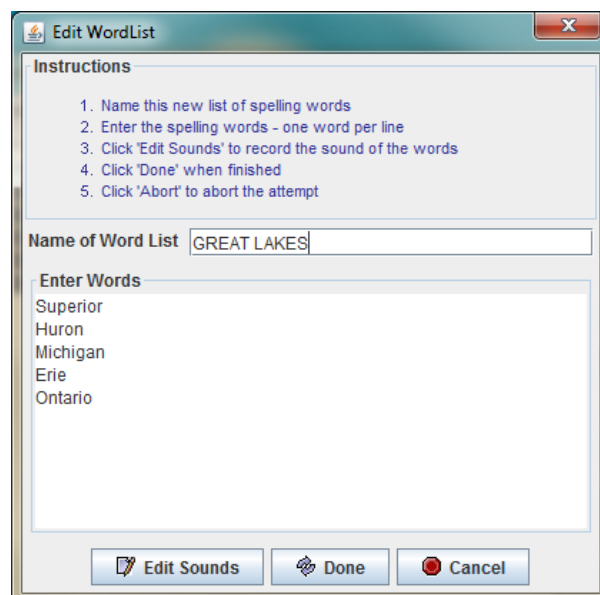 Edit WordList
Instructions
1. Name this new list of spelling words
2. Enter the spelling words - one word per line
3. Click 'Edit Sounds' to record the sound of the words
4. Click 'Done' when finished
5. Click 'Abort' to abort the attempt
Name of Word List GREAT LAKES
Enter Words
Superior
Huron
Michigan
Erie
Ontario
Edit Sounds Done Cancel